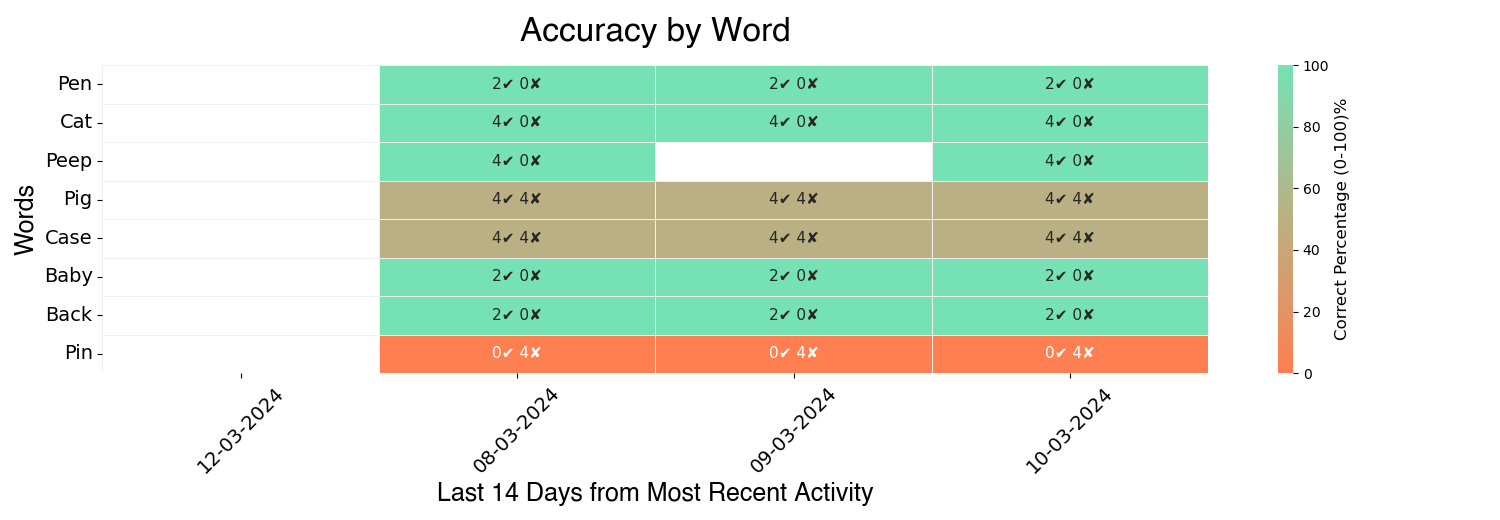 Accuracy by Word
Pen 2✔ 0✘ 2✔ 0✘ 2✔ 0✘
Cat 4✔ 0✘ 4✔ 0✘ 4✔ 0✘
Peep 4✔ 0✘ 4✔ 0✘
Pig 4✔ 4✘ 4✔ 4✘ 4✔ 4✘
Case 4✔ 4✘ 4✔ 4✘ 4✔ 4✘
Baby 2✔ 0✘ 2✔ 0✘ 2✔ 0✘
Back 2✔ 0✘ 2✔ 0✘ 2✔ 0✘
Pin 0✔ 4✘ 0✔ 4✘ 0✔ 4✘
Words
12-03-2024 08-03-2024 09-03-2024 10-03-2024
Last 14 Days from Most Recent Activity
100
80
60
40
20
0
Correct Percentage (0-100)%